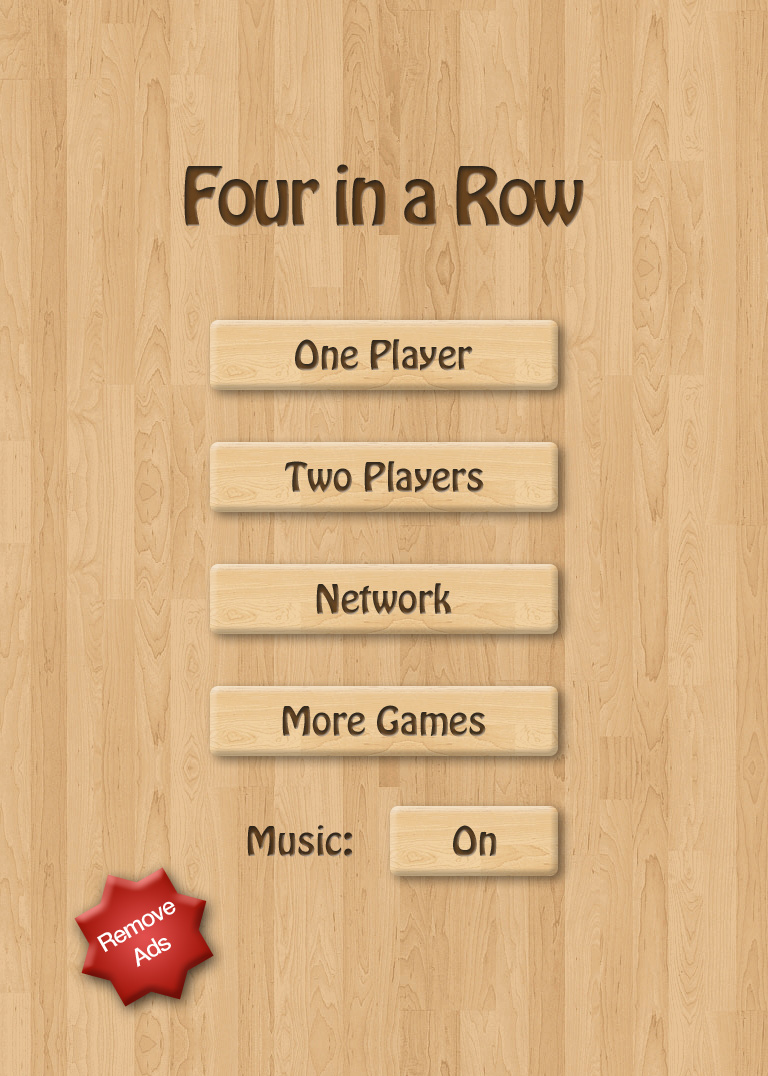 Four in a Row
One Player
Two Players
Network
More Games
Music: On
Remove
Ads